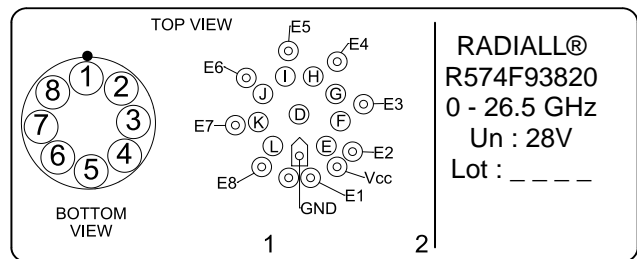 TOP VIEW
E5
E4
E6
I
H
J
G
E3
D
E7
K
F
L
E
E2
E8
Vcc
E1
GND
1
2
3
4
5
6
7
8
BOTTOM
VIEW
1
2
RADIALL®
R574F93820
0 - 26.5 GHz
Un : 28V
Lot : _ _ _ _